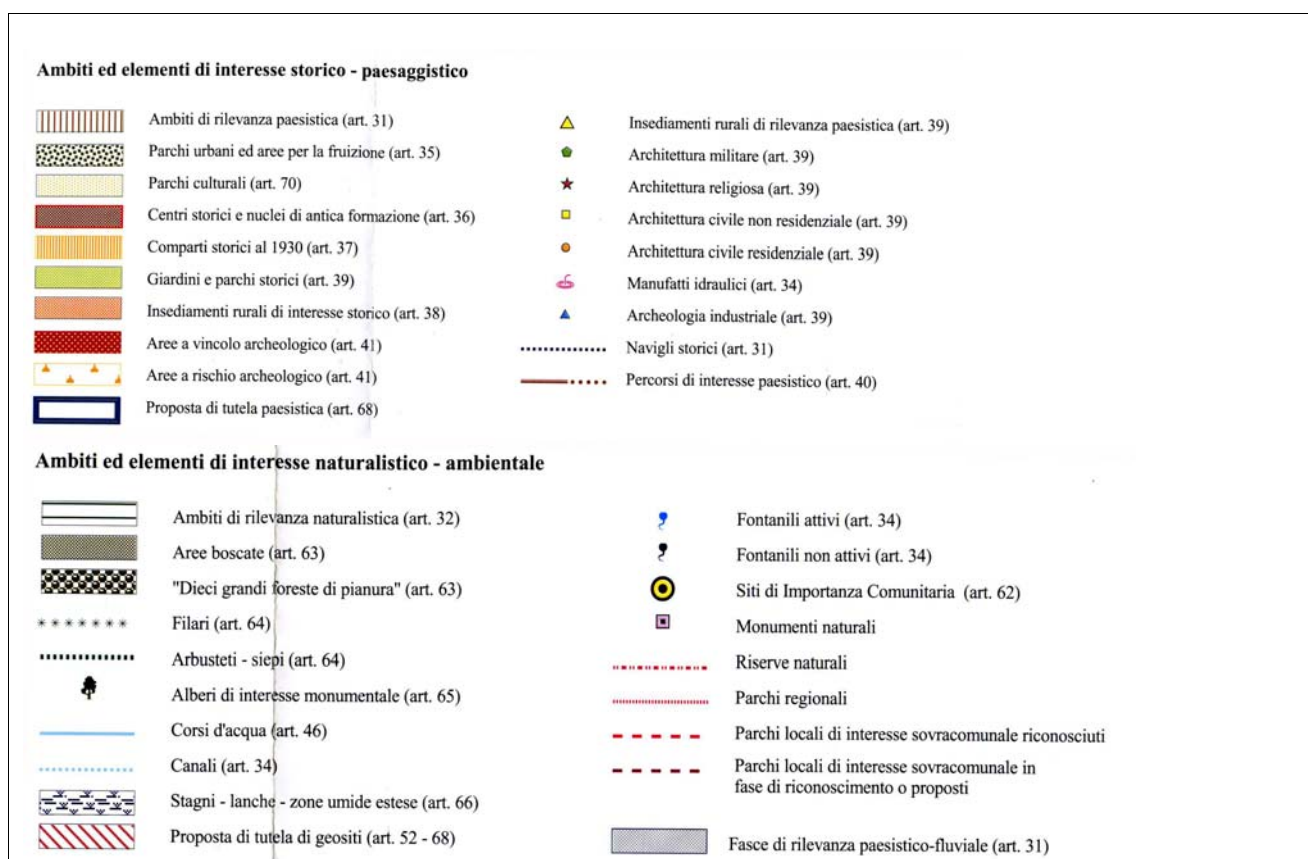 Ambiti ed elementi di interesse storico - paesaggistico
Ambiti di rilevanza paesistica (art. 31)
Parchi urbani ed aree per la fruizione (art. 35)
Parchi culturali (art. 70)
Centri storici e nuclei di antica formazione (art. 36)
Comparti storici al 1930 (art. 37)
Giardini e parchi storici (art. 39)
Insediamenti rurali di interesse storico (art. 38)
Aree a vincolo archeologico (art. 41)
Aree a rischio archeologico (art. 41)
Proposta di tutela paesistica (art. 68)
Insediamenti rurali di rilevanza paesistica (art. 39)
Architettura militare (art. 39)
Architettura religiosa (art. 39)
Architettura civile non residenziale (art. 39)
Architettura civile residenziale (art. 39)
Manufatti idraulici (art. 34)
Archeologia industriale (art. 39)
Navigli storici (art. 31)
Percorsi di interesse paesistico (art. 40)
Ambiti ed elementi di interesse naturalistico - ambientale
Ambiti di rilevanza naturalistica (art. 32)
Aree boscate (art. 63)
"Dieci grandi foreste di pianura" (art. 63)
Filari (art. 64)
Arbusteti - siepi (art. 64)
Alberi di interesse monumentale (art. 65)
Corsi d'acqua (art. 46)
Canali (art. 34)
Stagni - lanche - zone umide estese (art. 66)
Proposta di tutela di geositi (art. 52 - 68)
Fontanili attivi (art. 34)
Fontanili non attivi (art. 34)
Siti di Importanza Comunitaria (art. 62)
Monumenti naturali
Riserve naturali
Parchi regionali
Parchi locali di interesse sovracomunale riconosciuti
Parchi locali di interesse sovracomunale in
fase di riconoscimento o proposti
Fasce di rilevanza paesistico-fluviale (art. 31)